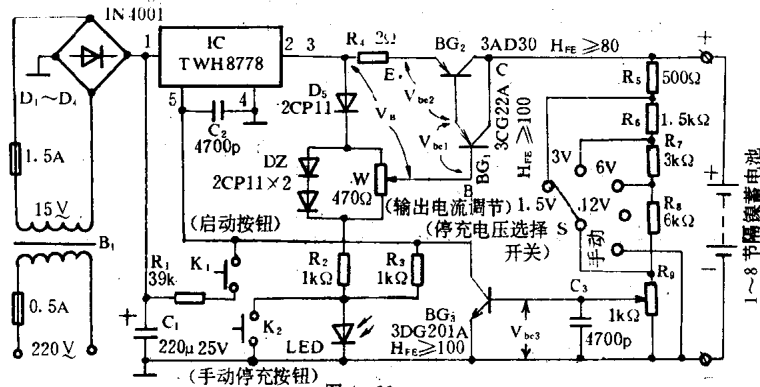 IN4001
D₁～D₄
1.5A
15V
B₁
0.5A
220V
1
IC
TWH8778
2
3
5
4
C₂
4700p
R₄
2Ω
E
BG₂
3AD30
H_FE≥80
C
D₅
2CP11
V_B
V_be2
V_be1
3CG22A
H_FE≥100
BG₁
B
DZ
2CP11×2
W
470Ω
(启动按钮)
(输出电流调节)
(停充电压选择
开关)
R₅
500Ω
R₆
1.5kΩ
R₇
3kΩ
R₈
6kΩ
R₉
1kΩ
3V
6V
1.5V
12V
S
手动
R₁
39k
K₁
K₂
R₂
1kΩ
R₃
1kΩ
LED
BG₃
3DG201A
H_FE≥100
V_be3
C₃
4700p
+
C₁
220μ 25V
(手动停充按钮)
+
+
−
−
1～8节隔镍蓄电池